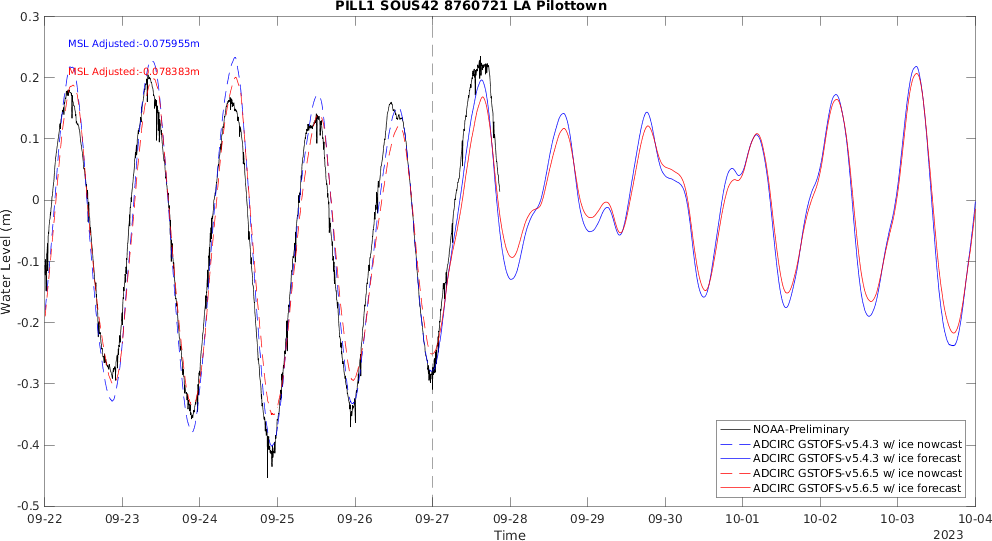 PILL1 SOUS42 8760721 LA Pilottown
MSL Adjusted:-0.075955m
MSL Adjusted:-0.078383m
0.3
0.2
0.1
0
-0.1
-0.2
-0.3
-0.4
-0.5
Water Level (m)
NOAA-Preliminary
ADCIRC GSTOFS-v5.4.3 w/ ice nowcast
ADCIRC GSTOFS-v5.4.3 w/ ice forecast
ADCIRC GSTOFS-v5.6.5 w/ ice nowcast
ADCIRC GSTOFS-v5.6.5 w/ ice forecast
09-22 09-23 09-24 09-25 09-26 09-27 09-28 09-29 09-30 10-01 10-02 10-03 10-04
Time
2023